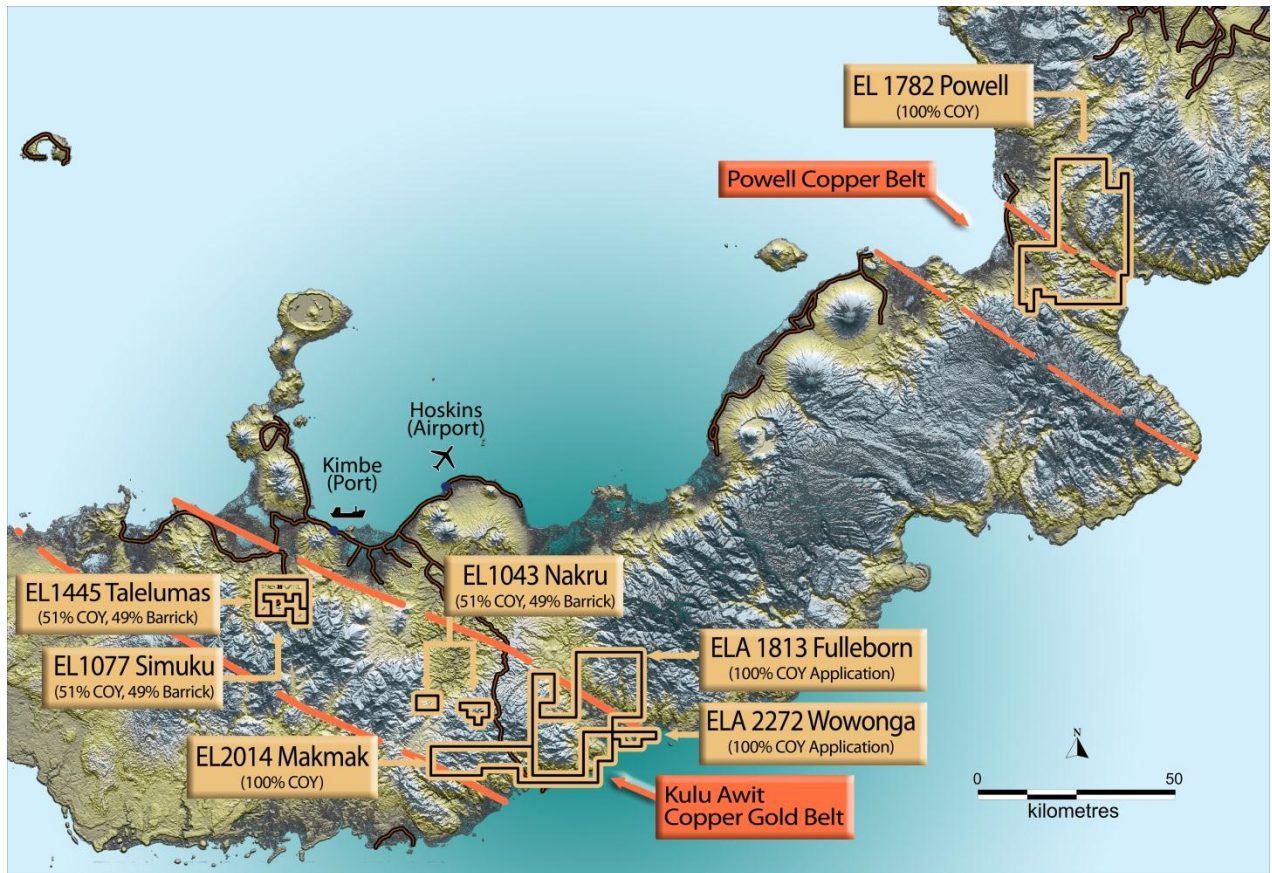 EL 1782 Powell
(100% COY)
Powell Copper Belt
Hoskins
(Airport)
Kimbe
(Port)
EL1445 Talelumas
(51% COY, 49% Barrick)
EL1043 Nakru
(51% COY, 49% Barrick)
EL1077 Simuku
(51% COY, 49% Barrick)
ELA 1813 Fulleborn
(100% COY Application)
ELA 2272 Wowonga
(100% COY Application)
EL2014 Makmak
(100% COY)
Kulu Awit
Copper Gold Belt
N
0 50
kilometres